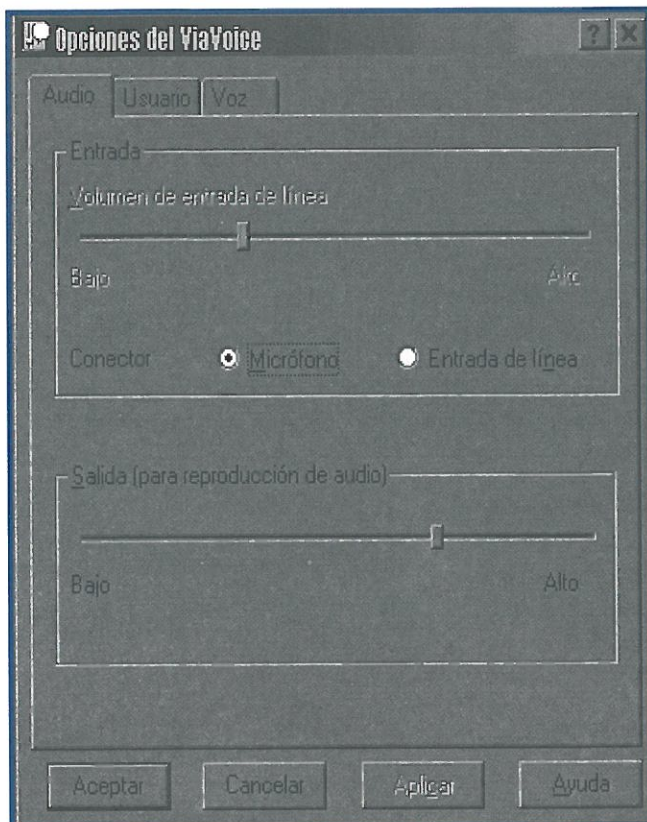 Opciones del ViaVoice
Audio Usuario Voz
Entrada
Volumen de entrada de línea
Bajo Alto
Conector Micrófono Entrada de línea
Salida (para reproducción de audio)
Bajo Alto
Aceptar Cancelar Aplicar Ayuda